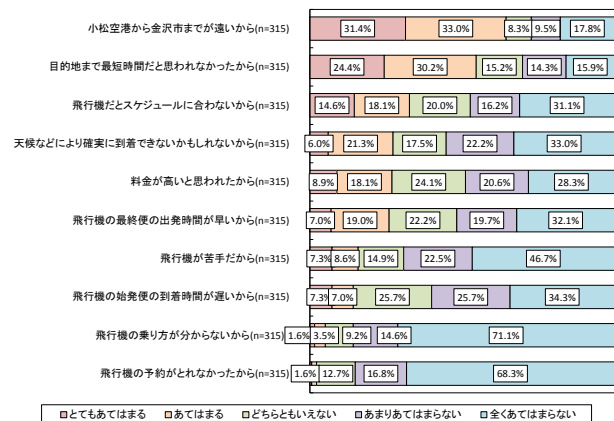 小松空港から金沢市までが遠いから(n=315)
31.4% 33.0% 8.3% 9.5% 17.8%
目的地まで最短時間だと思われなかったから(n=315)
24.4% 30.2% 15.2% 14.3% 15.9%
飛行機だとスケジュールに合わないから(n=315)
14.6% 18.1% 20.0% 16.2% 31.1%
天候などにより確実に到着できないかもしれないから(n=315)
6.0% 21.3% 17.5% 22.2% 33.0%
料金が高いと思われたから(n=315)
8.9% 18.1% 24.1% 20.6% 28.3%
飛行機の最終便の出発時間が早いから(n=315)
7.0% 19.0% 22.2% 19.7% 32.1%
飛行機が苦手だから(n=315)
7.3% 8.6% 14.9% 22.5% 46.7%
飛行機の始発便の到着時間が遅いから(n=315)
7.3% 7.0% 25.7% 25.7% 34.3%
飛行機の乗り方が分からないから(n=315)
1.6% 3.5% 9.2% 14.6% 71.1%
飛行機の予約がとれなかったから(n=315)
1.6% 12.7% 16.8% 68.3%
とてもあてはまる あてはまる どちらともいえない あまりあてはまらない 全くあてはまらない